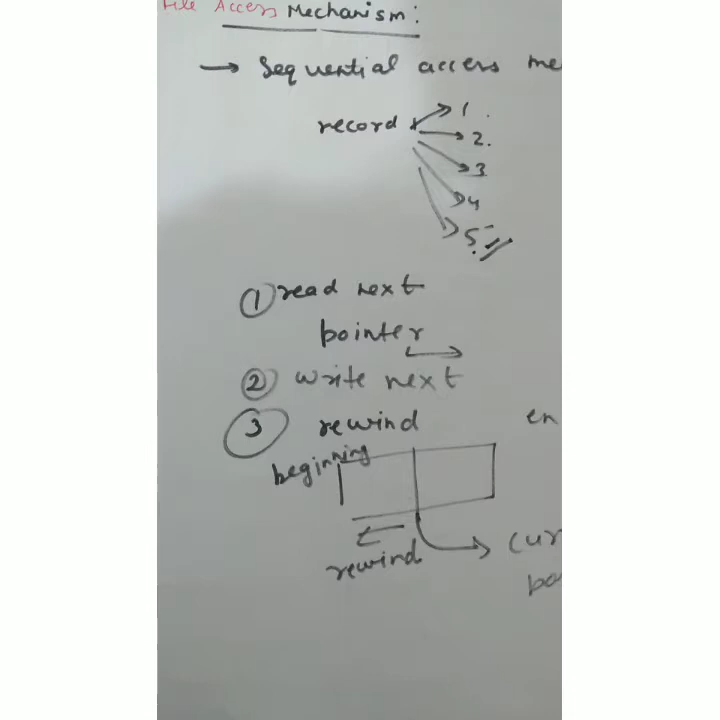 File Access Mechanism:
→ Sequential access me
record
1.
2.
3
4
5.
① read next
pointer
② write next
③ rewind
en
beginning
rewind
cur
po